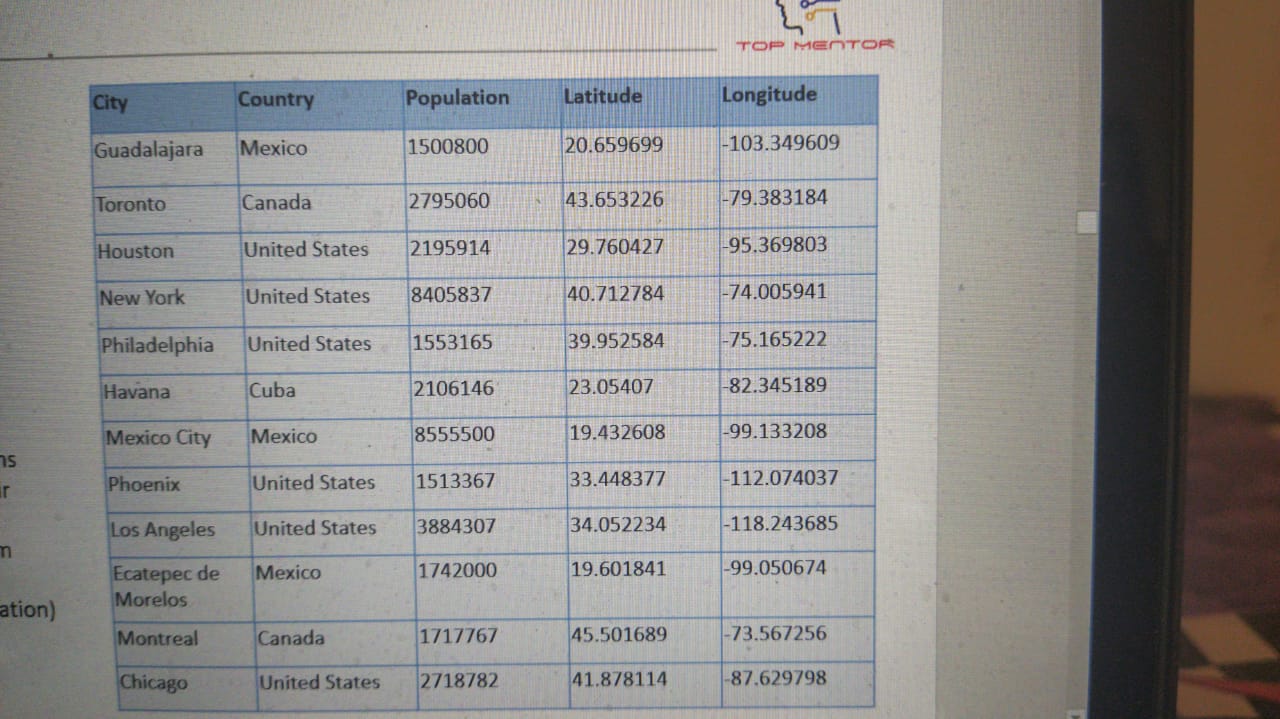 TOP MENTOR
City Country Population Latitude Longitude
Guadalajara Mexico 1500800 20.659699 -103.349609
Toronto Canada 2795060 43.653226 -79.383184
Houston United States 2195914 29.760427 -95.369803
New York United States 8405837 40.712784 -74.005941
Philadelphia United States 1553165 39.952584 -75.165222
Havana Cuba 2106146 23.05407 -82.345189
Mexico City Mexico 8555500 19.432608 -99.133208
Phoenix United States 1513367 33.448377 -112.074037
Los Angeles United States 3884307 34.052234 -118.243685
Ecatepec de Mexico 1742000 19.601841 -99.050674
Morelos
Montreal Canada 1717767 45.501689 -73.567256
Chicago United States 2718782 41.878114 -87.629798
ation)